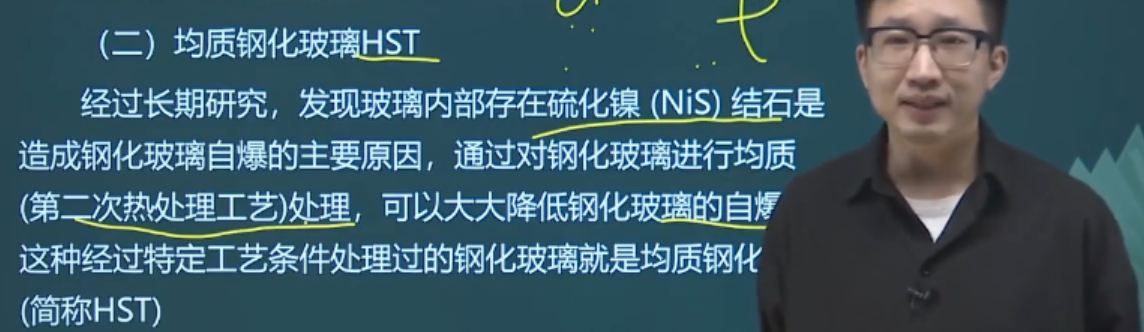 (二）均质钢化玻璃HST
经过长期研究，发现玻璃内部存在硫化镍 (NiS) 结石是
造成钢化玻璃自爆的主要原因，通过对钢化玻璃进行均质
(第二次热处理工艺)处理，可以大大降低钢化玻璃的自爆
这种经过特定工艺条件处理过的钢化玻璃就是均质钢化
(简称HST)